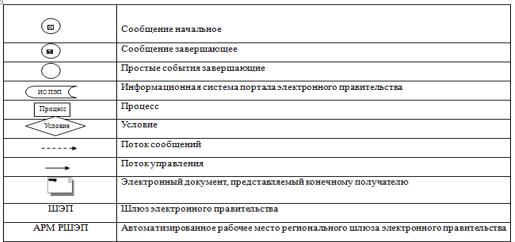 Сообщение начальное
Сообщение завершающее
Простые события завершающие
ИС ПЭП Информационная система портала электронного правительства
Процесс Процесс
Условие Условие
Поток сообщений
Поток управления
Электронный документ, представляемый конечному получателю
ШЭП Шлюз электронного правительства
АРМ РШЭП Автоматизированное рабочее место регионального шлюза электронного правительства